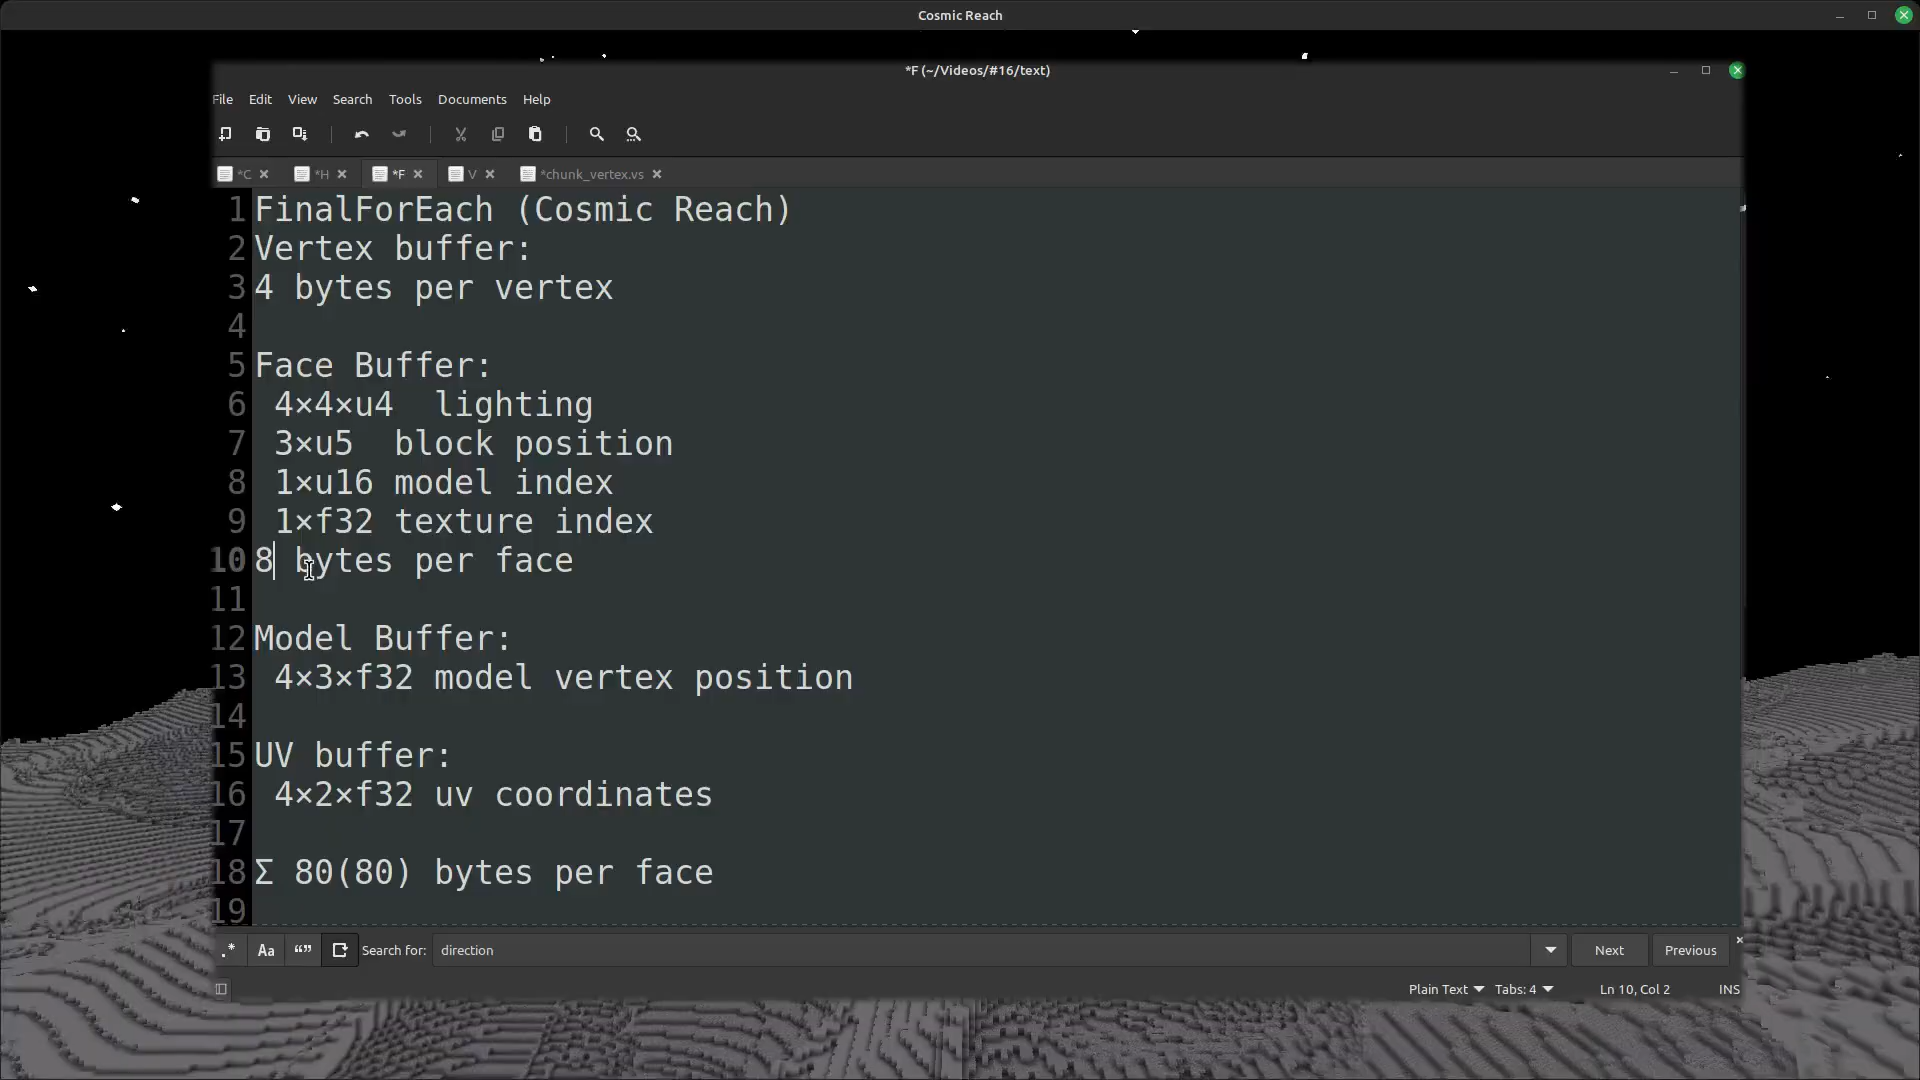 Cosmic Reach
*F (~/Videos/#16/text)
File Edit View Search Tools Documents Help
*C *H *F V *chunk_vertex.vs
1 FinalForEach (Cosmic Reach)
2 Vertex buffer:
3 4 bytes per vertex
4
5 Face Buffer:
6 4×4×u4 lighting
7 3×u5 block position
8 1×u16 model index
9 1×f32 texture index
10 8 bytes per face
11
12 Model Buffer:
13 4×3×f32 model vertex position
14
15 UV buffer:
16 4×2×f32 uv coordinates
17
18 Σ 80(80) bytes per face
19
.* Aa “” Search for: direction Next Previous
Plain Text Tabs: 4 Ln 10, Col 2 INS